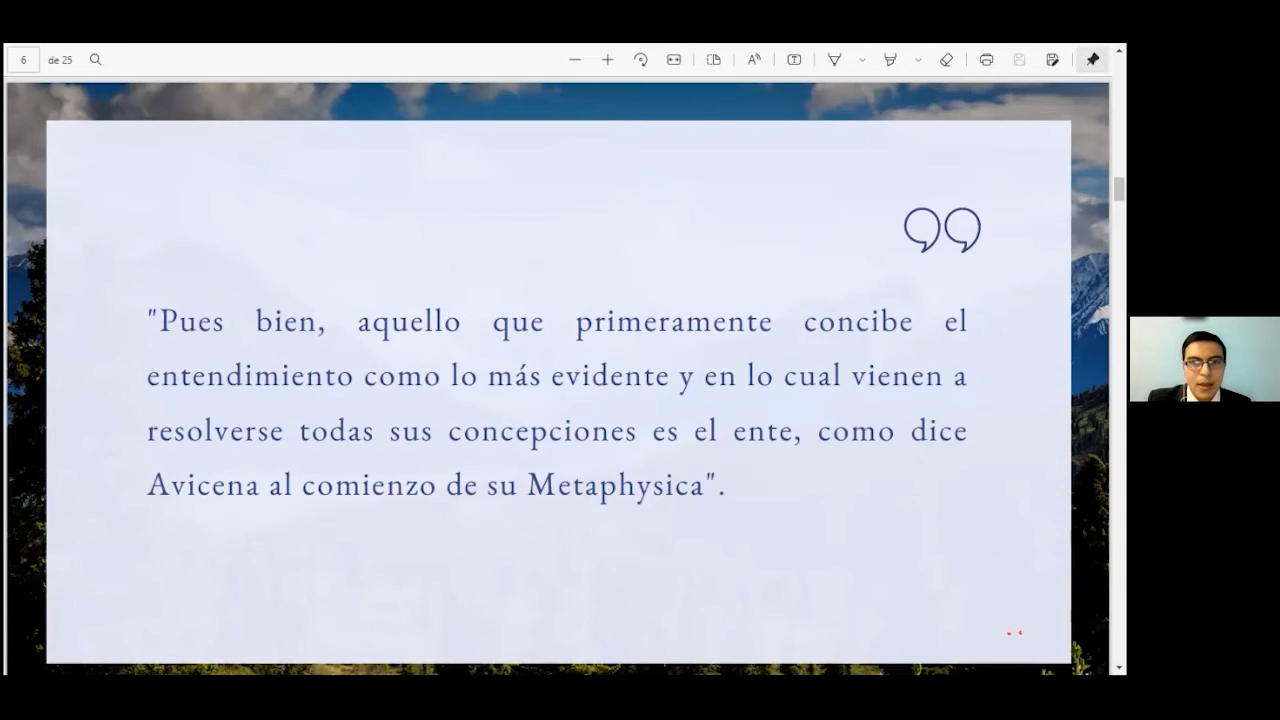 6 de 25
"Pues bien, aquello que primeramente concibe el
entendimiento como lo más evidente y en lo cual vienen a
resolverse todas sus concepciones es el ente, como dice
Avicena al comienzo de su Metaphysica".